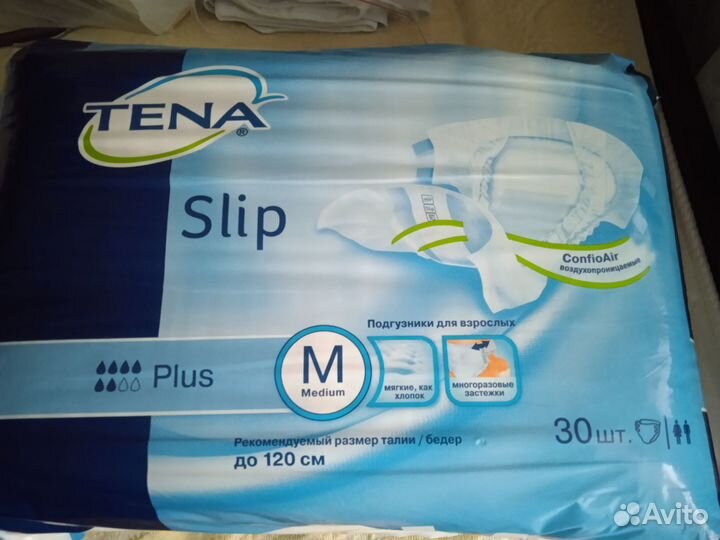 TENA
®
Slip
ConfioAir
воздухопроницаемые
Подгузники для взрослых
Plus
M
Medium
мягкие, как
хлопок
многоразовые
застежки
30 шт.
Рекомендуемый размер талии / бедер
до 120 см
Avito